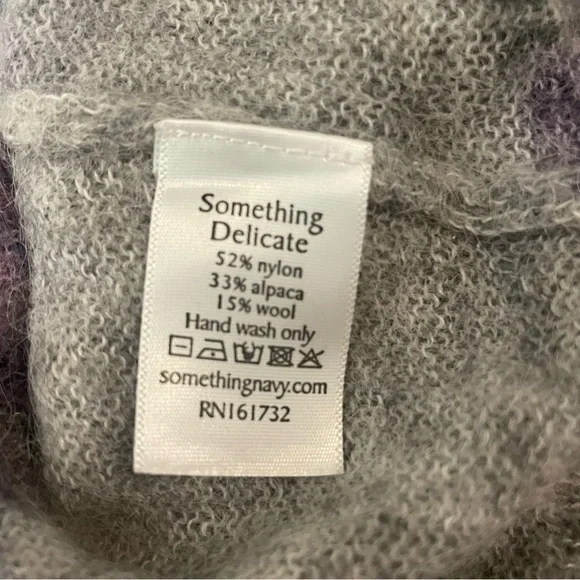 Something
Delicate
52% nylon
33% alpaca
15% wool
Hand wash only
somethingnavy.com
RN161732